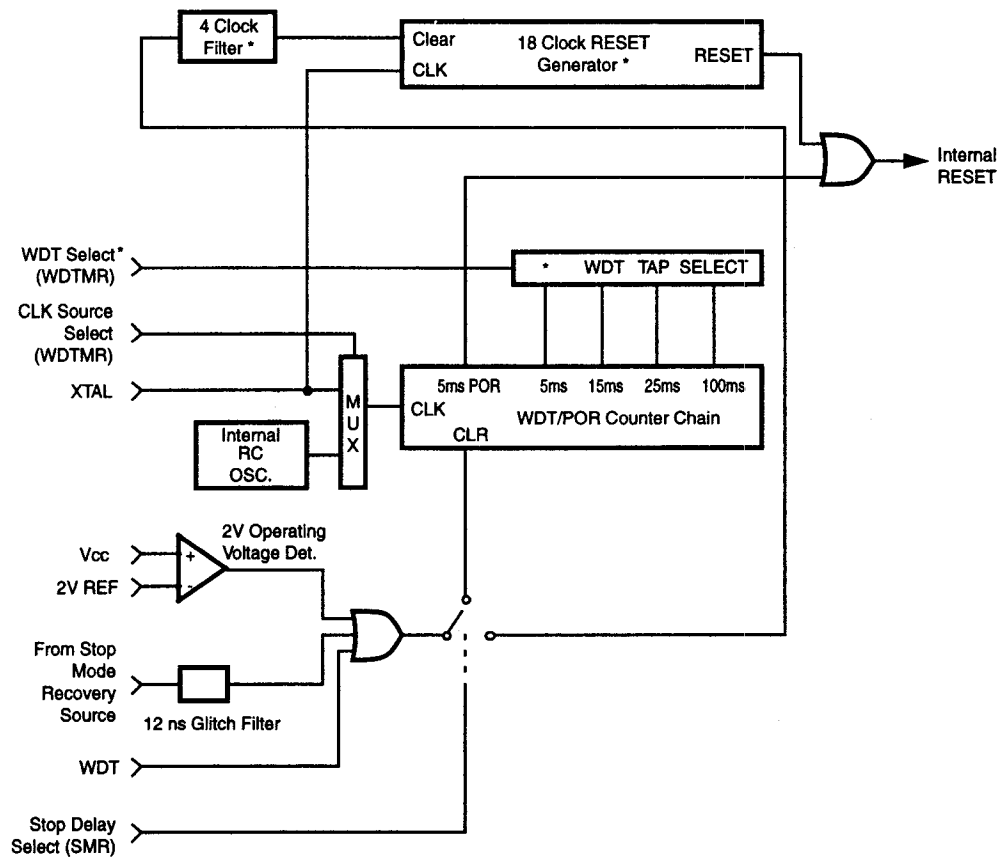 4 Clock
Filter *
Clear
18 Clock RESET
Generator *
RESET
CLK
Internal
RESET
WDT Select*
(WDTMR)
* WDT TAP SELECT
CLK Source
Select
(WDTMR)
XTAL
MUX
5ms POR 5ms 15ms 25ms 100ms
CLK
WDT/POR Counter Chain
CLR
Internal
RC
OSC.
2V Operating
Voltage Det.
Vcc
+
2V REF
-
From Stop
Mode
Recovery
Source
12 ns Glitch Filter
WDT
Stop Delay
Select (SMR)